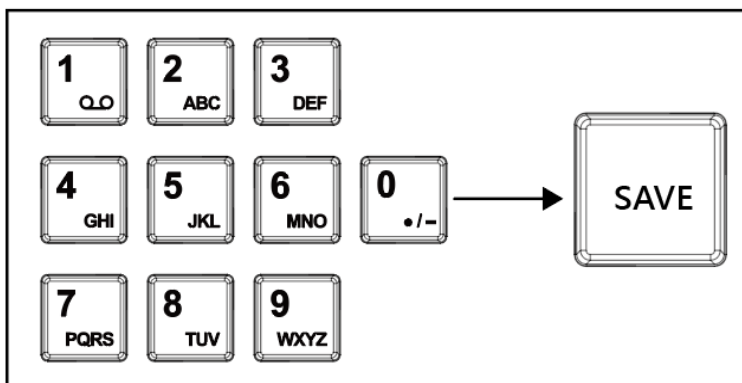 1 2 ABC 3 DEF
4 GHI 5 JKL 6 MNO 0 •/– SAVE
7 PQRS 8 TUV 9 WXYZ